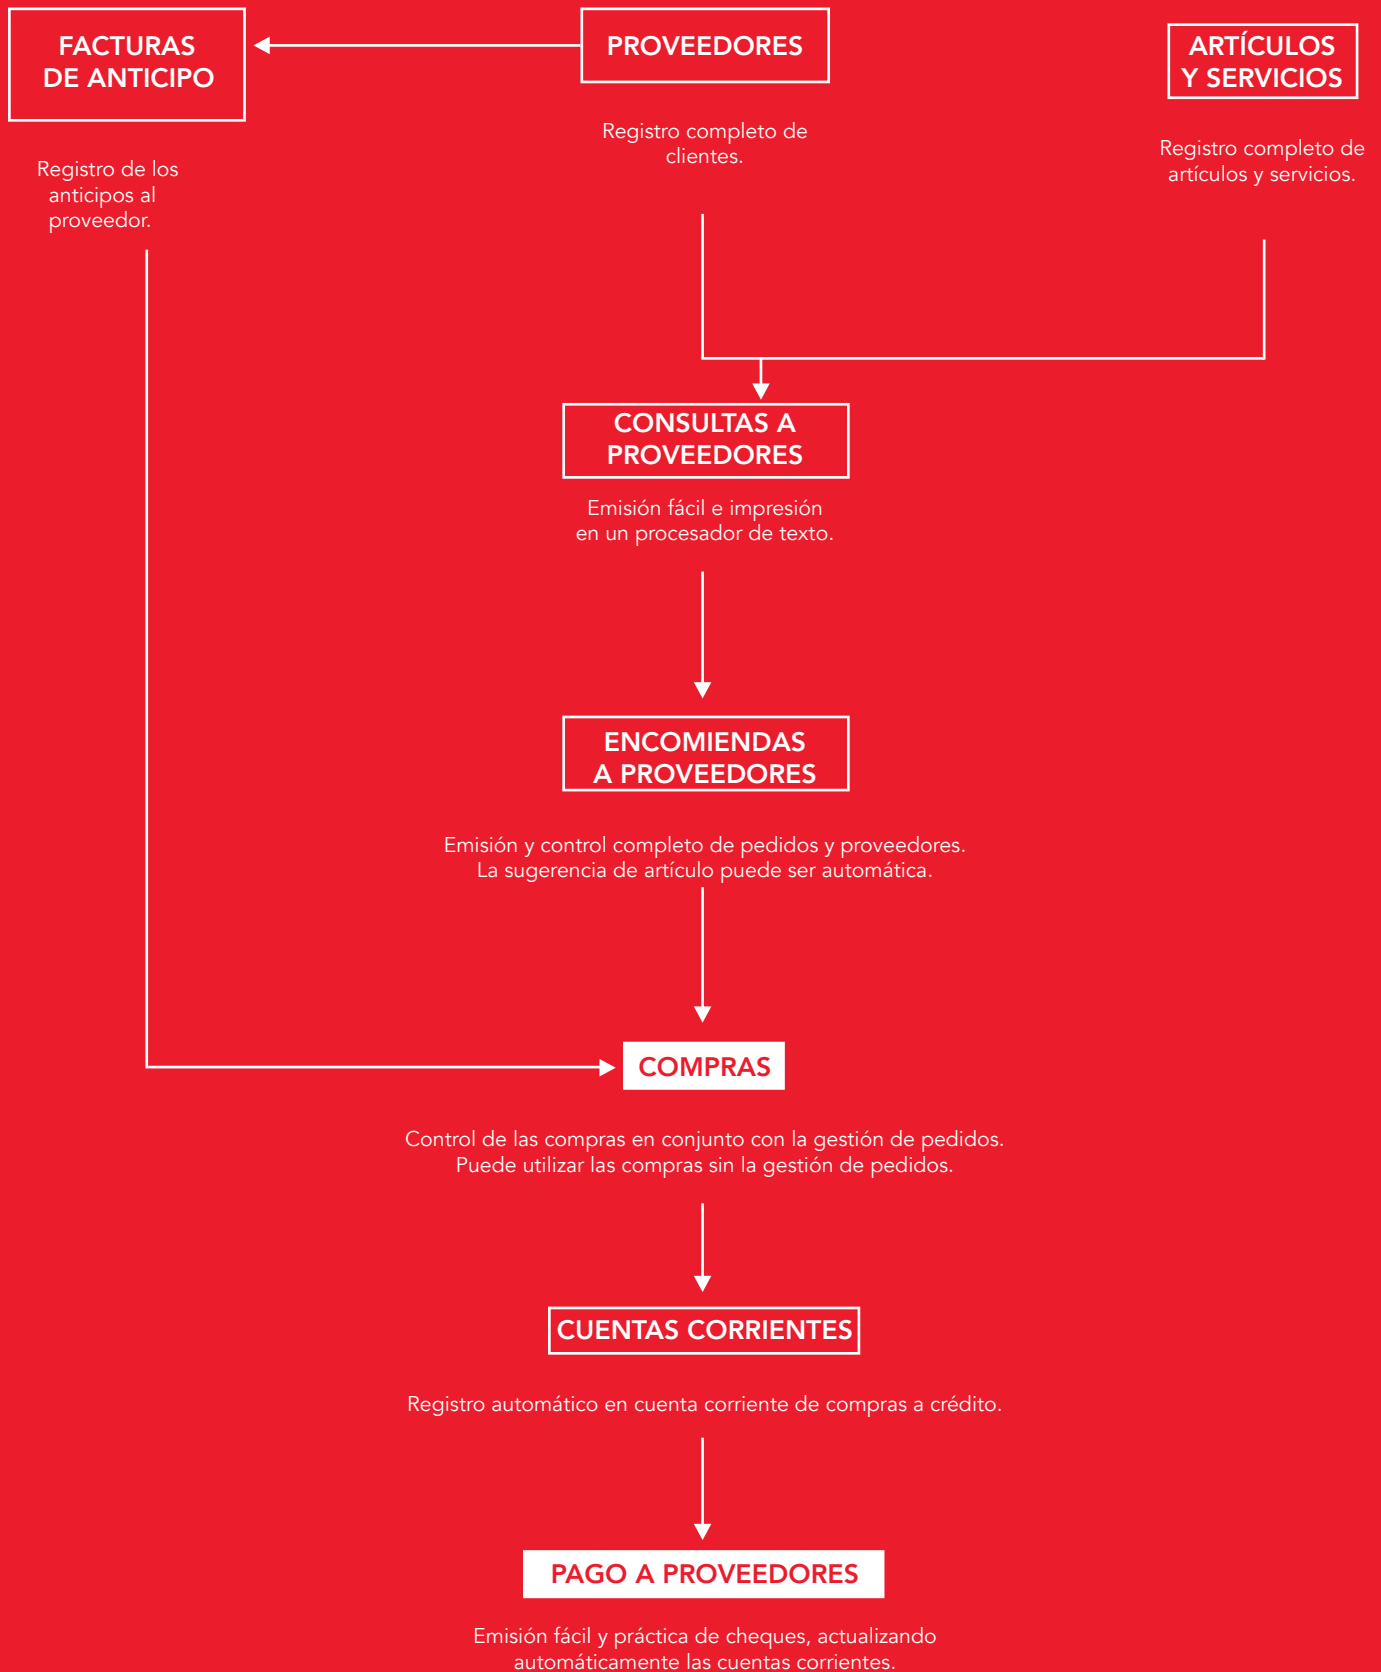 FACTURAS
DE ANTICIPO
Registro de los
anticipos al
proveedor.
PROVEEDORES
Registro completo de
clientes.
ARTÍCULOS
Y SERVICIOS
Registro completo de
artículos y servicios.
CONSULTAS A
PROVEEDORES
Emisión fácil e impresión
en un procesador de texto.
ENCOMIENDAS
A PROVEEDORES
Emisión y control completo de pedidos y proveedores.
La sugerencia de artículo puede ser automática.
COMPRAS
Control de las compras en conjunto con la gestión de pedidos.
Puede utilizar las compras sin la gestión de pedidos.
CUENTAS CORRIENTES
Registro automático en cuenta corriente de compras a crédito.
PAGO A PROVEEDORES
Emisión fácil y práctica de cheques, actualizando
automáticamente las cuentas corrientes.